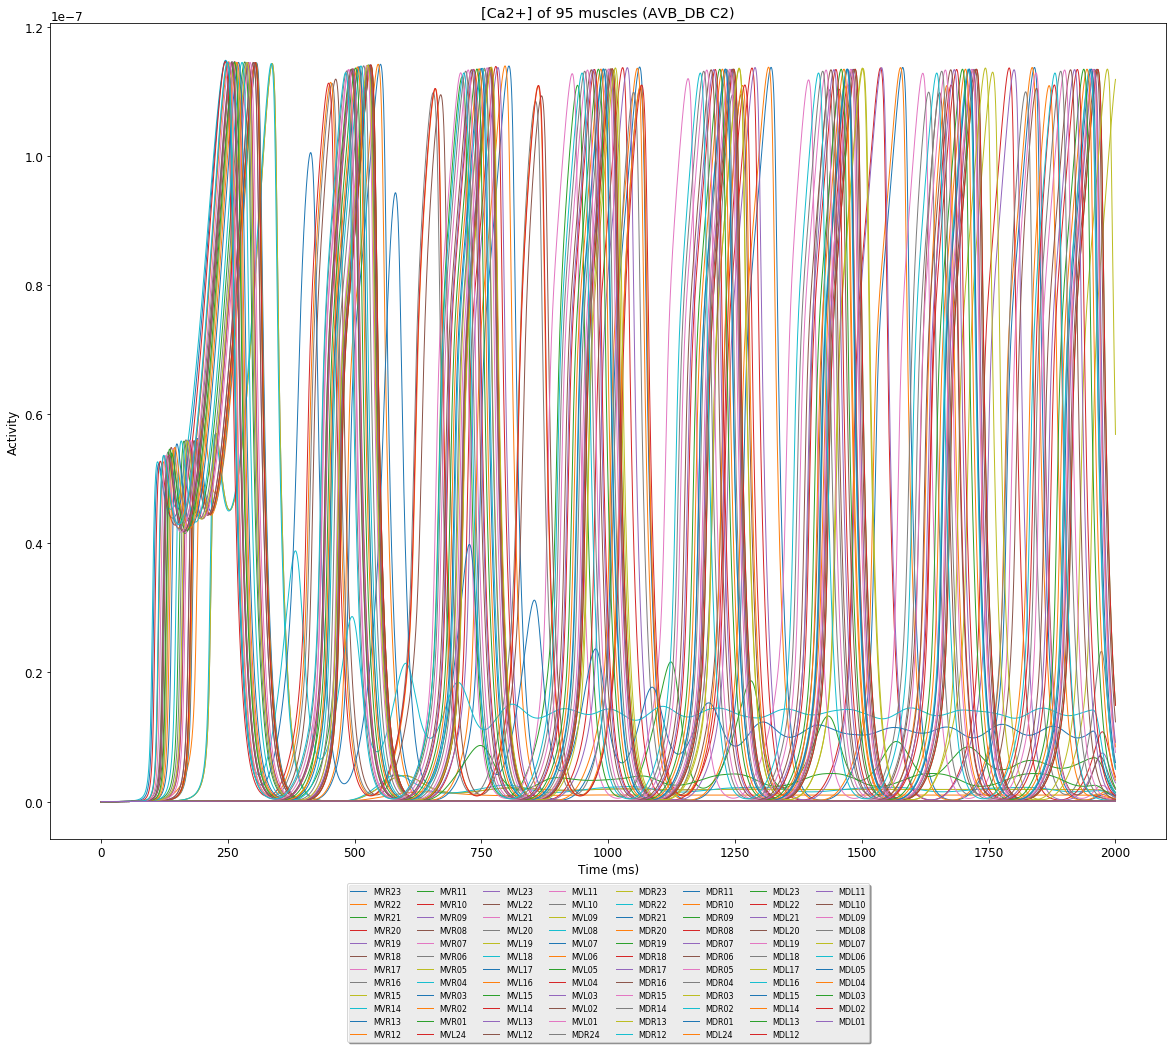 [Ca2+] of 95 muscles (AVB_DB C2)
1e−7
1.2
1.0
0.8
0.6
0.4
0.2
0.0
Activity
0 250 500 750 1000 1250 1500 1750 2000
Time (ms)
MVR23 MVR11 MVL23 MVL11 MDR23 MDR11 MDL23 MDL11
MVR22 MVR10 MVL22 MVL10 MDR22 MDR10 MDL22 MDL10
MVR21 MVR09 MVL21 MVL09 MDR21 MDR09 MDL21 MDL09
MVR20 MVR08 MVL20 MVL08 MDR20 MDR08 MDL20 MDL08
MVR19 MVR07 MVL19 MVL07 MDR19 MDR07 MDL19 MDL07
MVR18 MVR06 MVL18 MVL06 MDR18 MDR06 MDL18 MDL06
MVR17 MVR05 MVL17 MVL05 MDR17 MDR05 MDL17 MDL05
MVR16 MVR04 MVL16 MVL04 MDR16 MDR04 MDL16 MDL04
MVR15 MVR03 MVL15 MVL03 MDR15 MDR03 MDL15 MDL03
MVR14 MVR02 MVL14 MVL02 MDR14 MDR02 MDL14 MDL02
MVR13 MVR01 MVL13 MVL01 MDR13 MDR01 MDL13 MDL01
MVR12 MVL24 MVL12 MDR24 MDR12 MDL24 MDL12